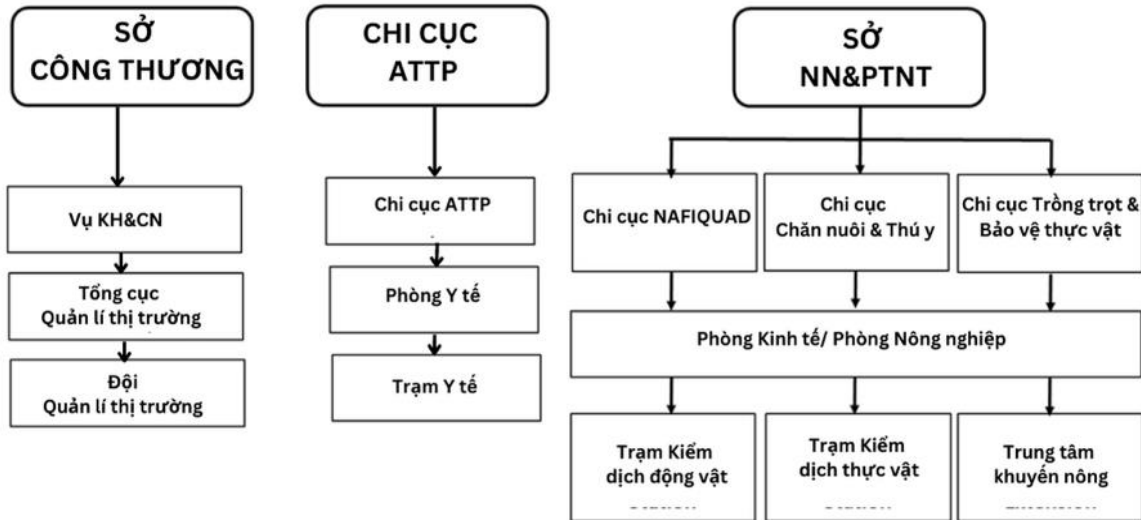 SỞ
CÔNG THƯƠNG
CHI CỤC
ATTP
SỞ
NN&PTNT
Vụ KH&CN
Tổng cục
Quản lí thị trường
Đội
Quản lí thị trường
Chi cục ATTP
Phòng Y tế
Trạm Y tế
Chi cục NAFIQUAD
Chi cục
Chăn nuôi & Thú y
Chi cục Trồng trọt &
Bảo vệ thực vật
Phòng Kinh tế/ Phòng Nông nghiệp
Trạm Kiểm
dịch động vật
Trạm Kiểm
dịch thực vật
Trung tâm
khuyến nông